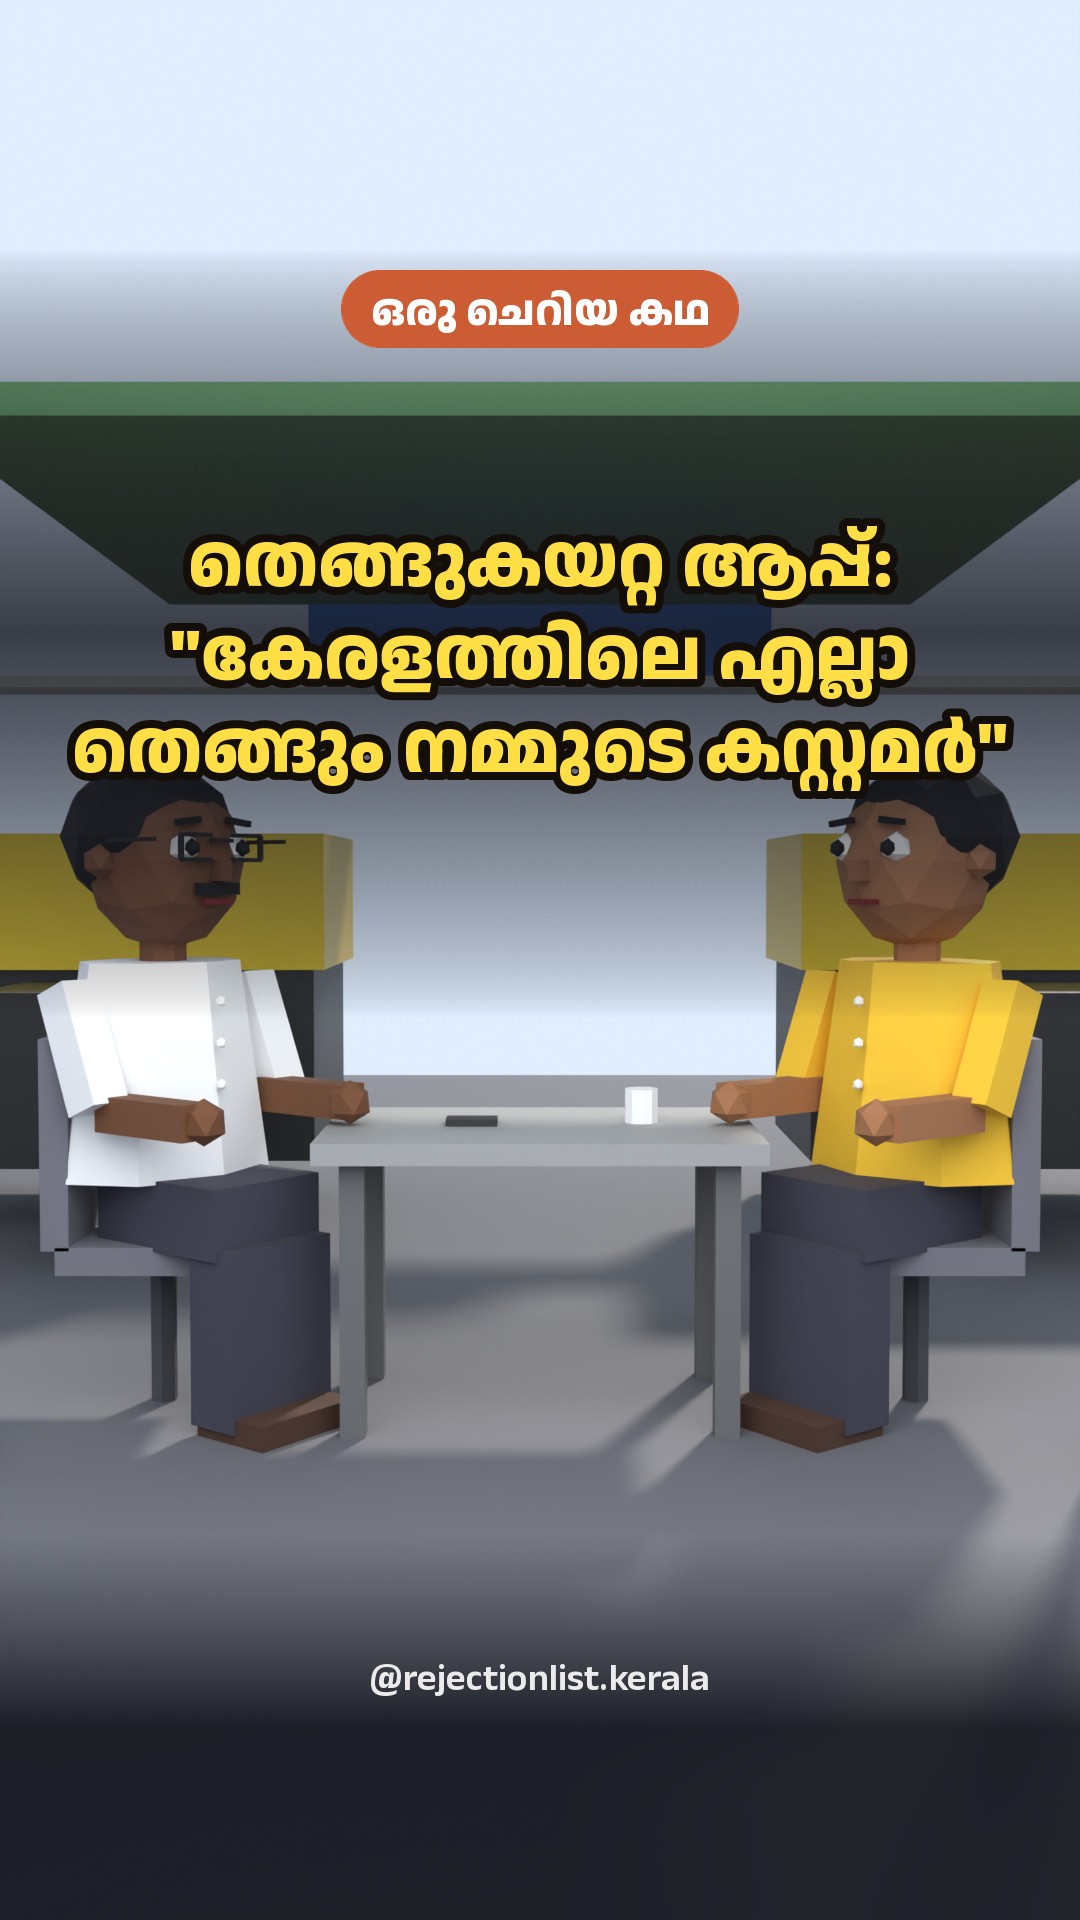 ഒരു ചെറിയ കഥ
തെങ്ങുകയറ്റ ആപ്പ്:
"കേരളത്തിലെ എല്ലാ
തെങ്ങും നമ്മുടെ കസ്റ്റമർ"
@rejectionlist.kerala